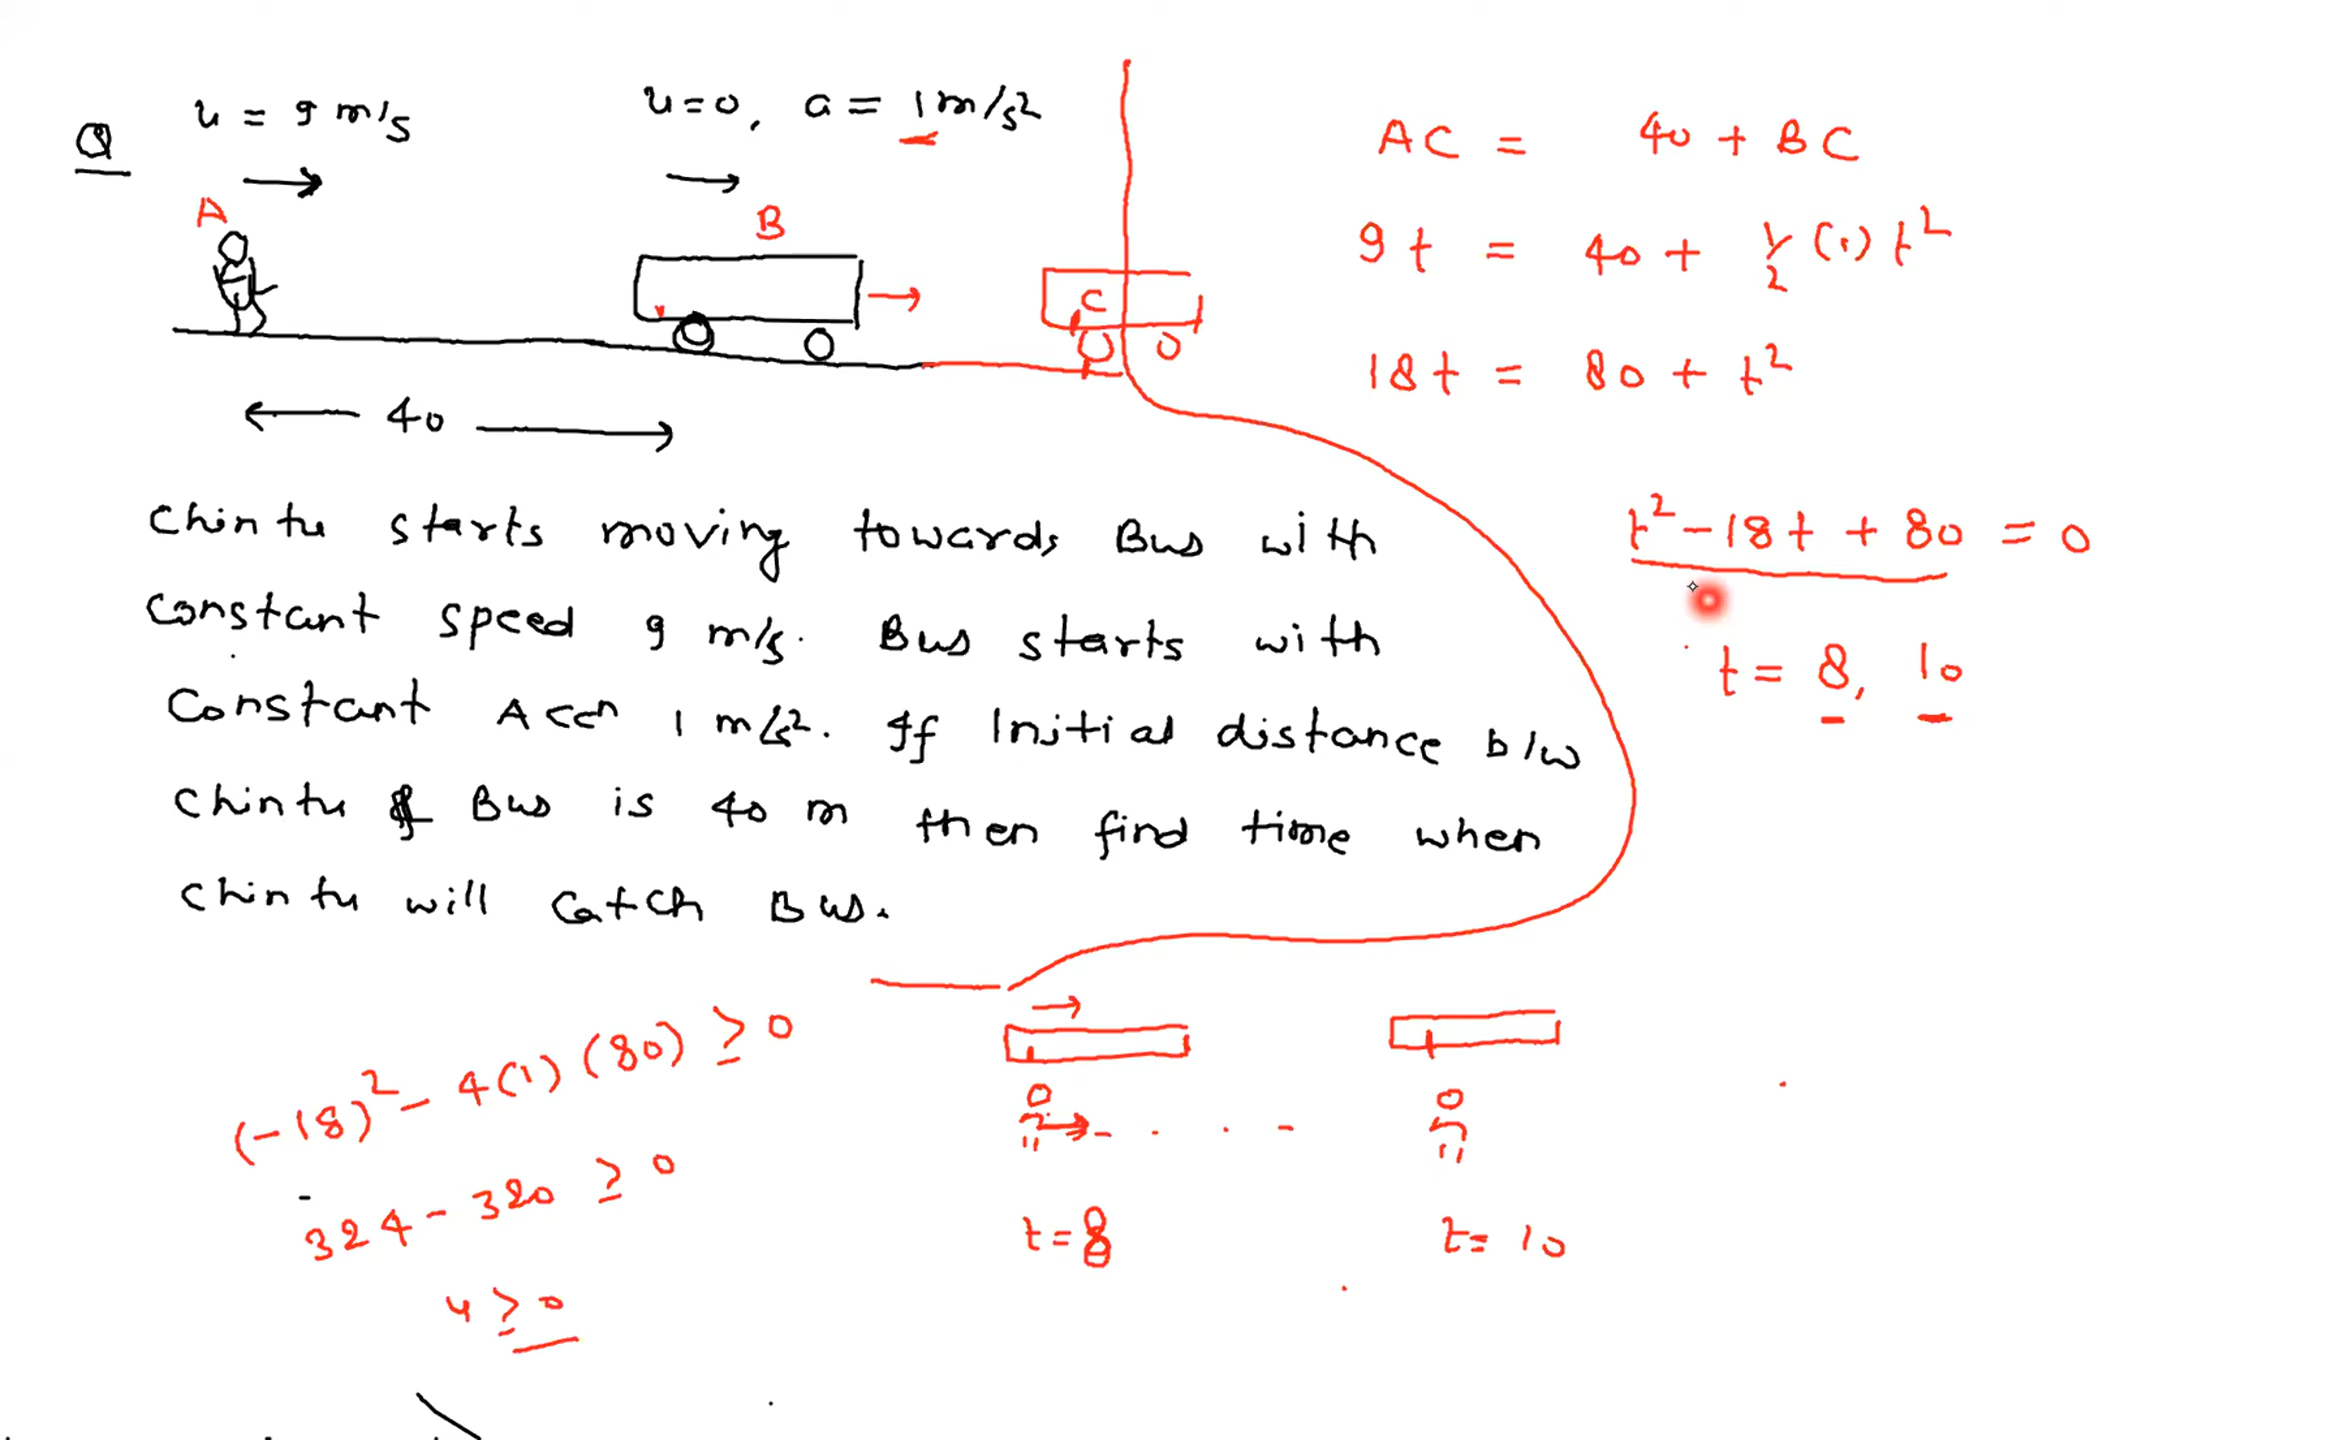 Q
u = 9 m/s
u=0, a = 1 m/s²
A
B
C
← 40 →
Chintu starts moving towards Bus with
constant speed 9 m/s. Bus starts with
constant Accn 1 m/s². If Initial distance b/w
chintu & Bus is 40 m then find time when
chintu will catch Bus.
AC = 40 + BC
9t = 40 + 1/2 (1) t²
18t = 80 + t²
t² - 18t + 80 = 0
t = 8, 10
(-18)² - 4(1)(80) ≥ 0
324 - 320 ≥ 0
4 ≥ 0
t = 8
t = 10